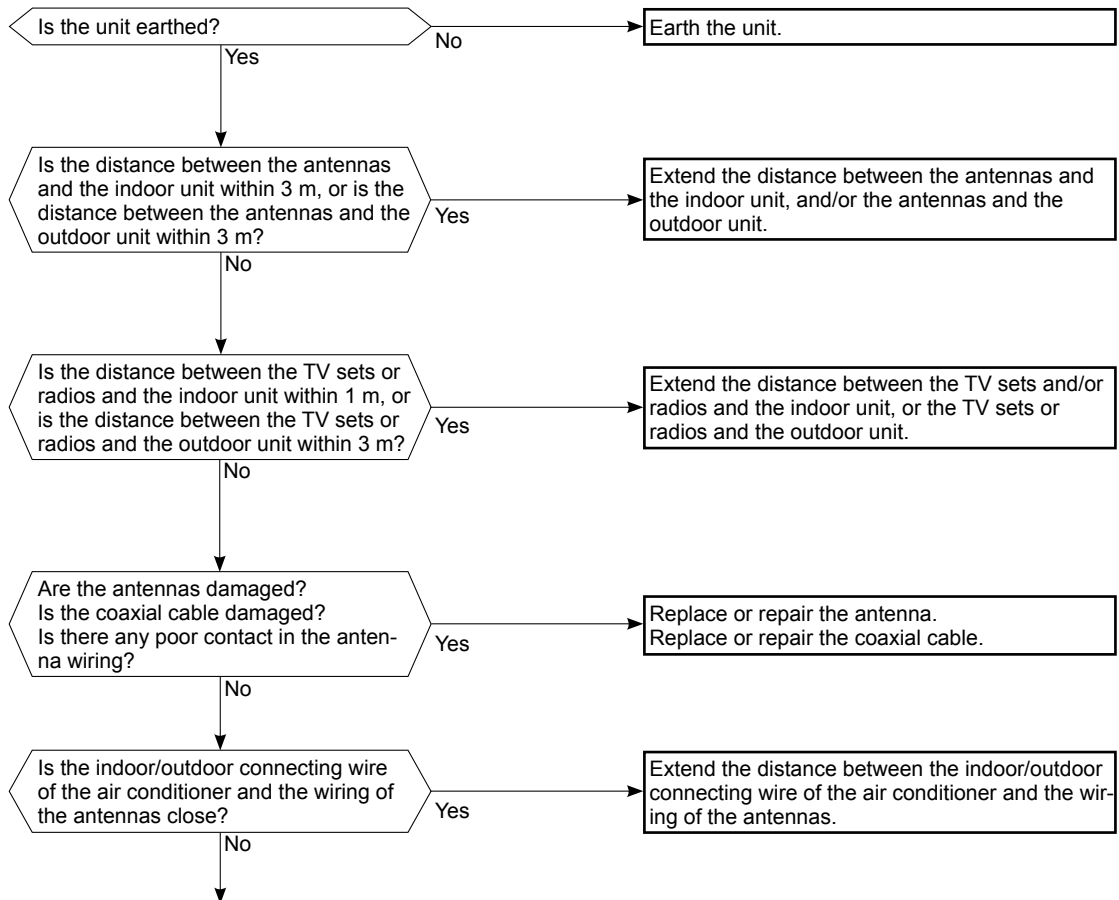 Is the unit earthed?
No
Earth the unit.
Yes
Is the distance between the antennas
and the indoor unit within 3 m, or is the
distance between the antennas and the
outdoor unit within 3 m?
Yes
Extend the distance between the antennas and
the indoor unit, and/or the antennas and the
outdoor unit.
No
Is the distance between the TV sets or
radios and the indoor unit within 1 m, or
is the distance between the TV sets or
radios and the outdoor unit within 3 m?
Yes
Extend the distance between the TV sets and/or
radios and the indoor unit, or the TV sets or
radios and the outdoor unit.
No
Are the antennas damaged?
Is the coaxial cable damaged?
Is there any poor contact in the anten-
na wiring?
Yes
Replace or repair the antenna.
Replace or repair the coaxial cable.
No
Is the indoor/outdoor connecting wire
of the air conditioner and the wiring of
the antennas close?
Yes
Extend the distance between the indoor/outdoor
connecting wire of the air conditioner and the wir-
ing of the antennas.
No